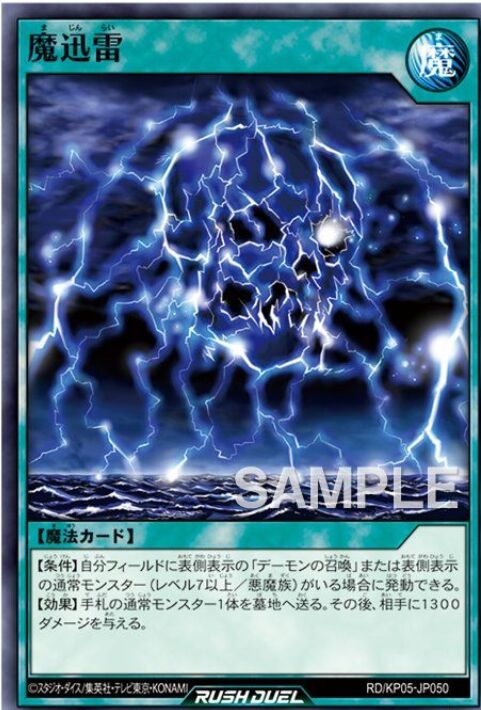 魔迅雷
魔
SAMPLE
【魔法カード】
【条件】自分フィールドに表側表示の「デーモンの召喚」または表側表示
の通常モンスター(レベル7以上/悪魔族)がいる場合に発動できる。
【効果】手札の通常モンスター1体を墓地へ送る。その後、相手に1300
ダメージを与える。
©スタジオ・ダイス/集英社・テレビ東京・KONAMI
RUSH DUEL
RD/KP05-JP050